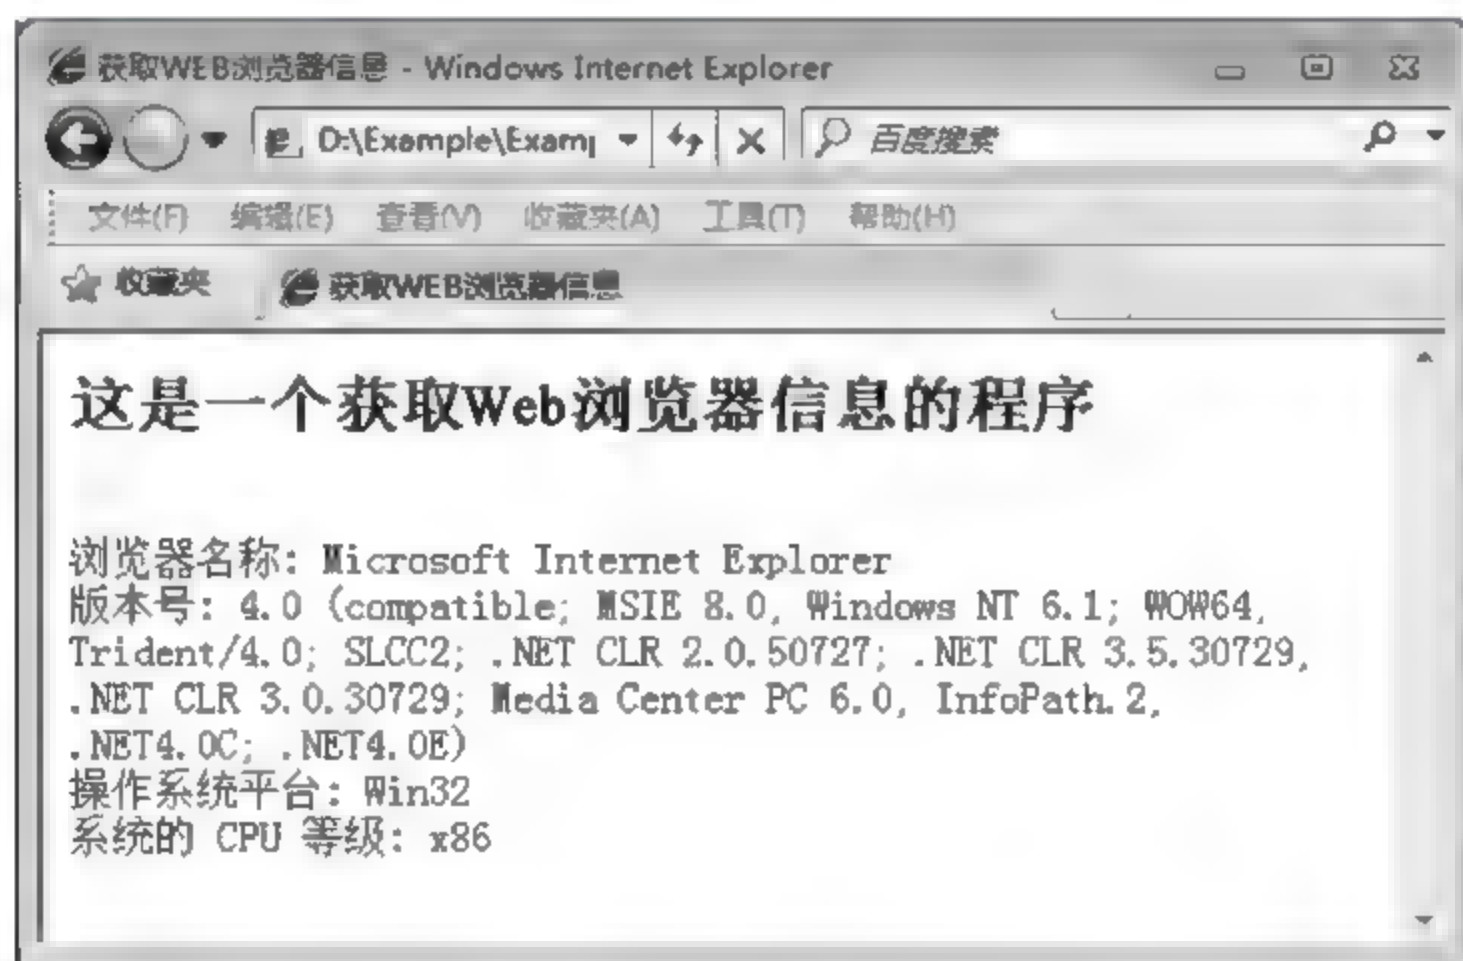 获取WEB浏览器信息 - Windows Internet Explorer
D:\Example\Examp
百度搜索
文件(F) 编辑(E) 查看(V) 收藏夹(A) 工具(T) 帮助(H)
收藏夹 获取WEB浏览器信息
这是一个获取Web浏览器信息的程序
浏览器名称: Microsoft Internet Explorer
版本号: 4.0 (compatible; MSIE 8.0, Windows NT 6.1; WOW64,
Trident/4.0; SLCC2; .NET CLR 2.0.50727; .NET CLR 3.5.30729,
.NET CLR 3.0.30729; Media Center PC 6.0, InfoPath.2,
.NET4.0C; .NET4.0E)
操作系统平台: Win32
系统的 CPU 等级: x86